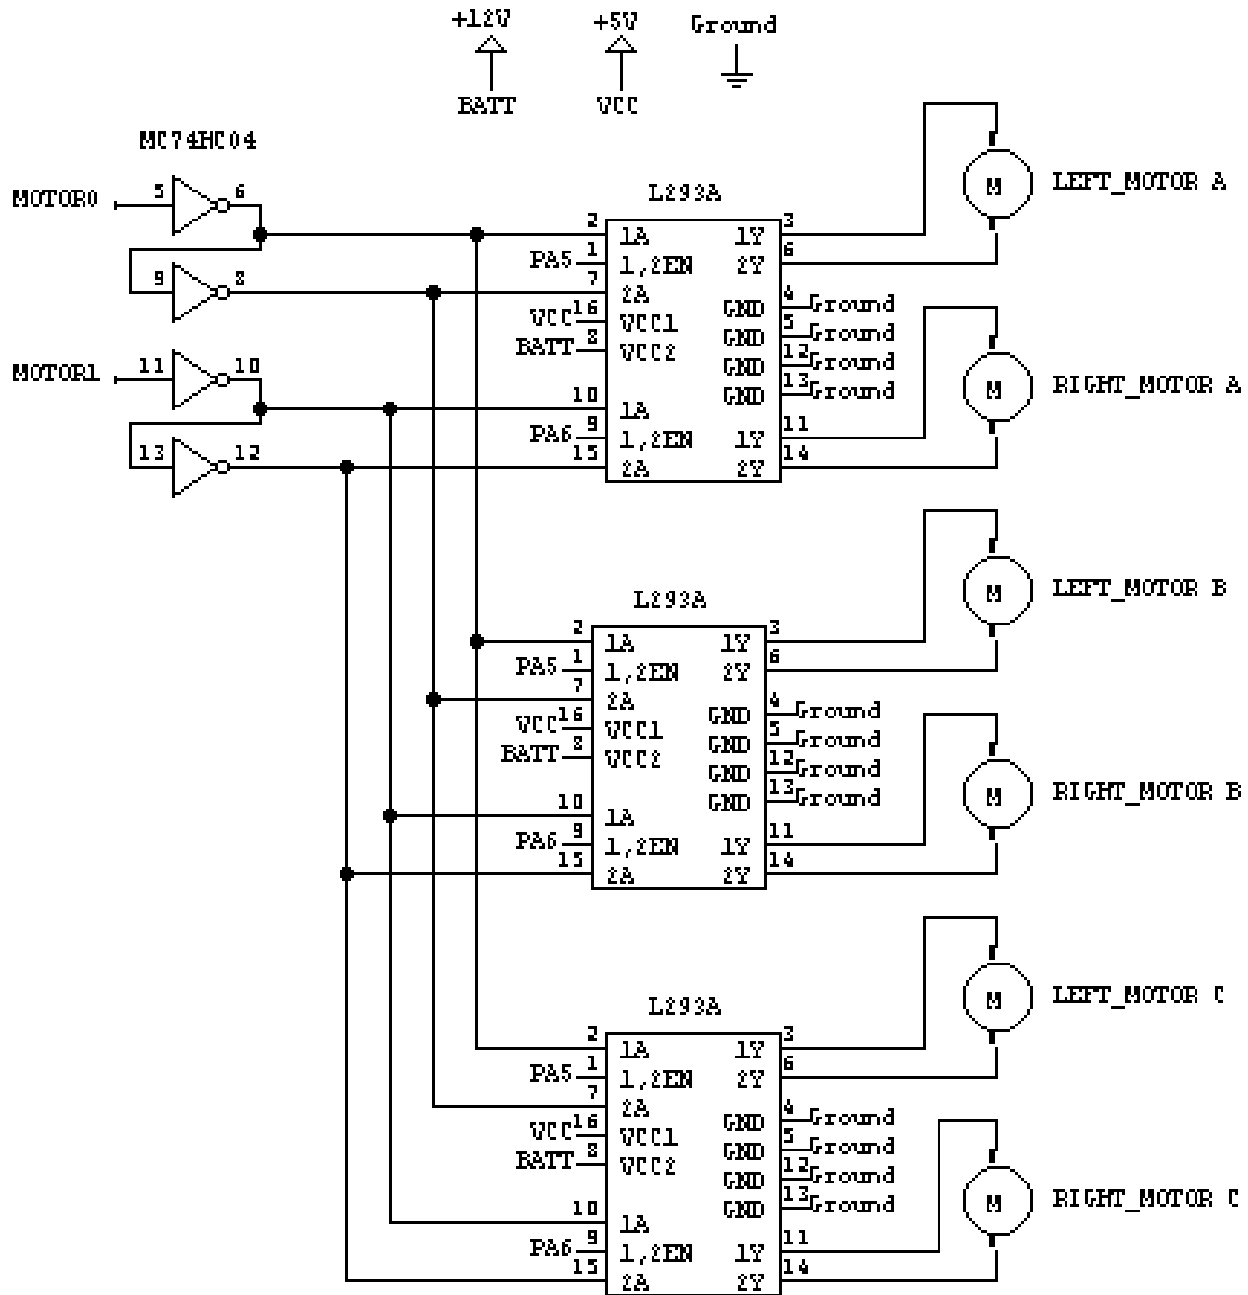 +12V +5V Ground
BATT VCC
MC74HC04
MOTOR0 5 6
9 8
MOTOR1 11 10
13 12
L293A
2 1A 1Y 3
PA5 1 1,2EN 2Y 6
7 2A
VCC 16 VCC1 GND 4 Ground
BATT 8 VCC2 GND 5 Ground
GND 12 Ground
GND 13 Ground
10 1A
PA6 9 1,2EN 1Y 11
15 2A 2Y 14
M LEFT_MOTOR A
M RIGHT_MOTOR A
L293A
2 1A 1Y 3
PA5 1 1,2EN 2Y 6
7 2A
VCC 16 VCC1 GND 4 Ground
BATT 8 VCC2 GND 5 Ground
GND 12 Ground
GND 13 Ground
10 1A
PA6 9 1,2EN 1Y 11
15 2A 2Y 14
M LEFT_MOTOR B
M RIGHT_MOTOR B
L293A
2 1A 1Y 3
PA5 1 1,2EN 2Y 6
7 2A
VCC 16 VCC1 GND 4 Ground
BATT 8 VCC2 GND 5 Ground
GND 12 Ground
GND 13 Ground
10 1A
PA6 9 1,2EN 1Y 11
15 2A 2Y 14
M LEFT_MOTOR C
M RIGHT_MOTOR C